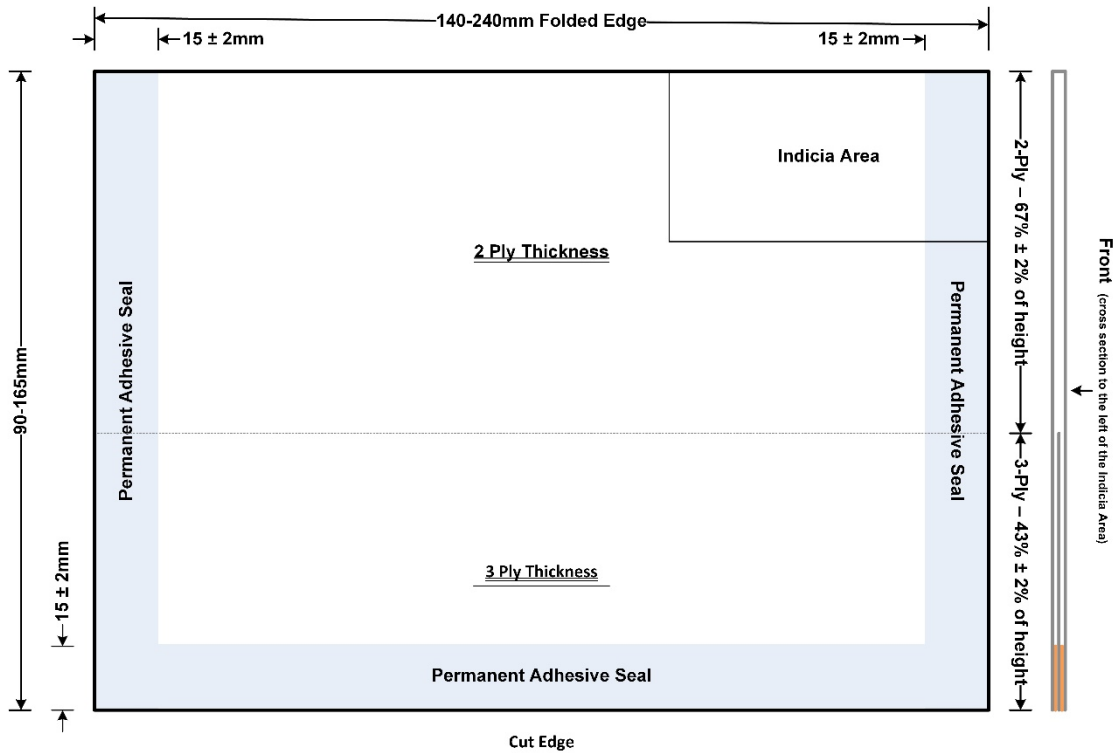 140-240mm Folded Edge
15 ± 2mm
15 ± 2mm
Indicia Area
2 Ply Thickness
2-Ply – 67% ± 2% of height
Front (cross section to the left of the Indicia Area)
90-165mm
Permanent Adhesive Seal
Permanent Adhesive Seal
3-Ply – 43% ± 2% of height
15 ± 2mm
3 Ply Thickness
Permanent Adhesive Seal
Cut Edge